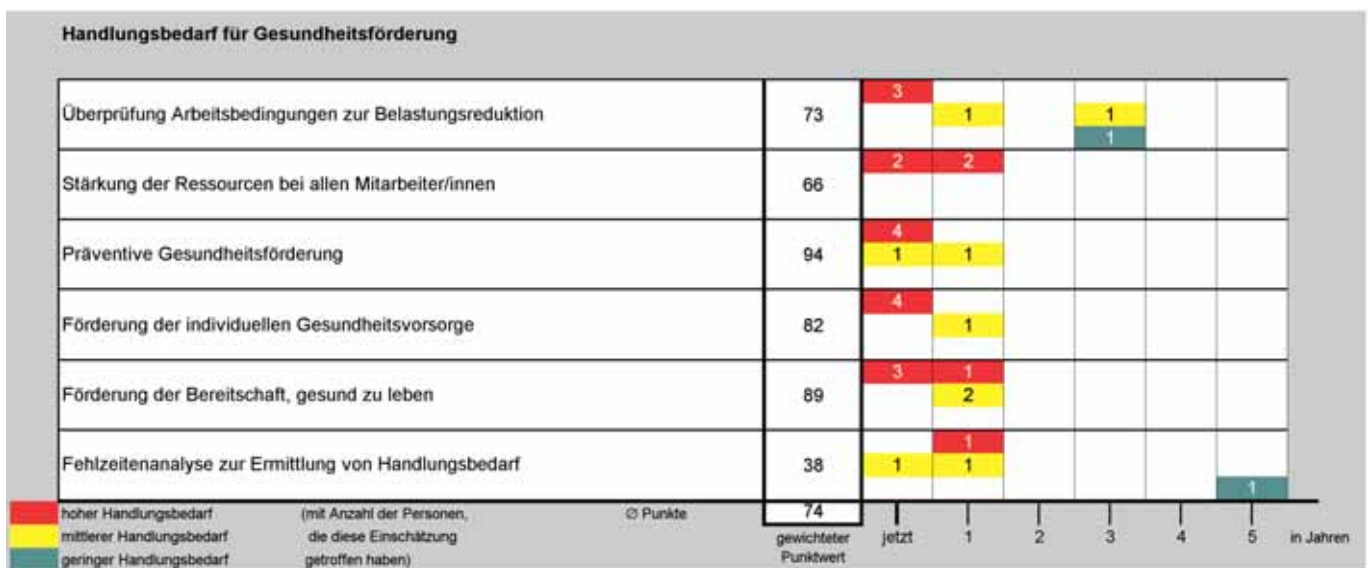 Handlungsbedarf für Gesundheitsförderung
3
Überprüfung Arbeitsbedingungen zur Belastungsreduktion 73 1 1
1
2 2
Stärkung der Ressourcen bei allen Mitarbeiter/innen 66
4
Präventive Gesundheitsförderung 94 1 1
4
Förderung der individuellen Gesundheitsvorsorge 82 1
3 1
Förderung der Bereitschaft, gesund zu leben 89 2
1
Fehlzeitenanalyse zur Ermittlung von Handlungsbedarf 38 1 1
1
hoher Handlungsbedarf (mit Anzahl der Personen, ∅ Punkte 74
mittlerer Handlungsbedarf die diese Einschätzung gewichteter jetzt 1 2 3 4 5 in Jahren
geringer Handlungsbedarf getroffen haben) Punktwert